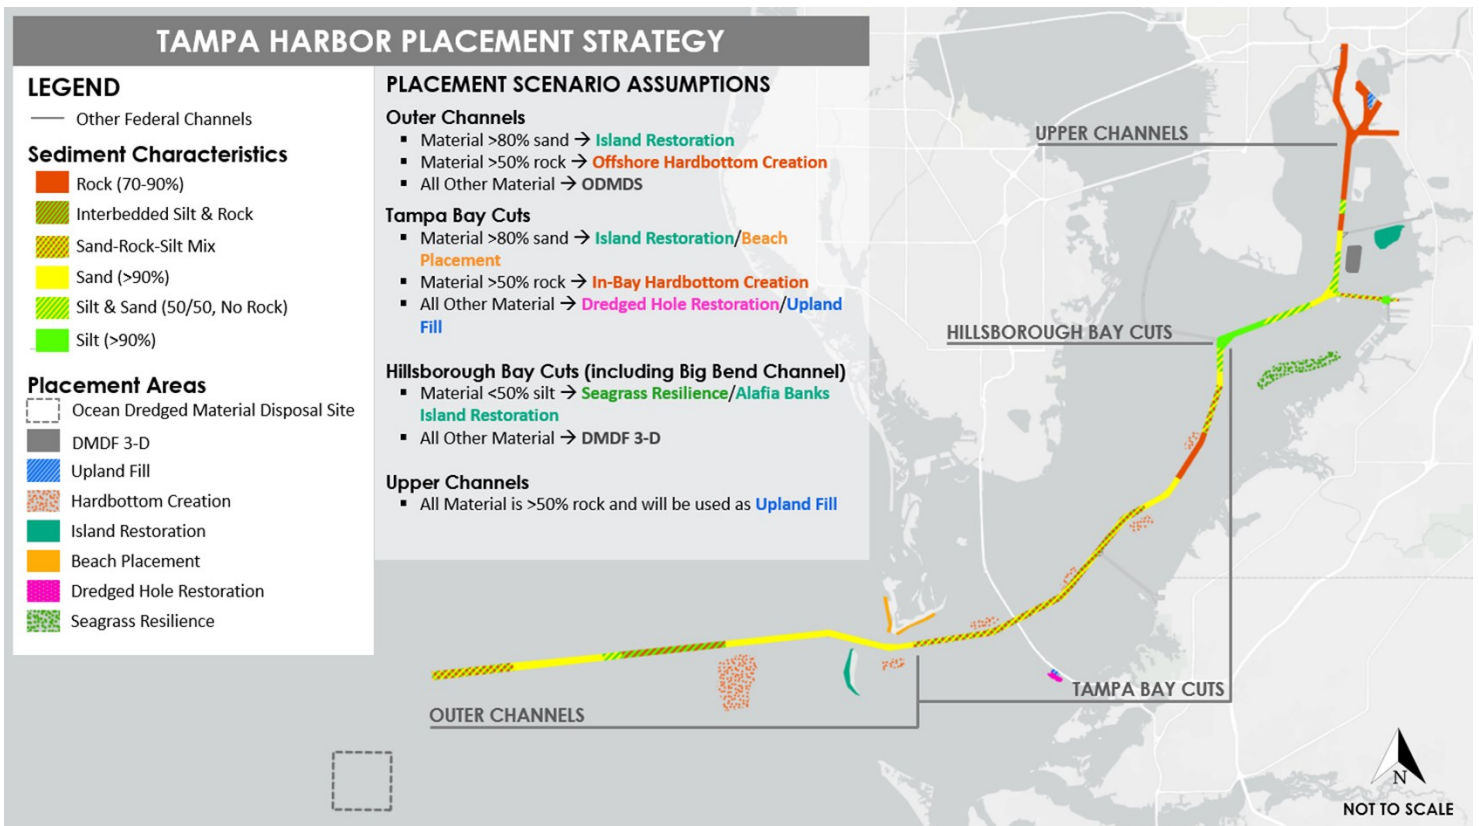 TAMPA HARBOR PLACEMENT STRATEGY
LEGEND
Other Federal Channels
Sediment Characteristics
Rock (70-90%)
Interbedded Silt & Rock
Sand-Rock-Silt Mix
Sand (>90%)
Silt & Sand (50/50, No Rock)
Silt (>90%)
Placement Areas
Ocean Dredged Material Disposal Site
DMDF 3-D
Upland Fill
Hardbottom Creation
Island Restoration
Beach Placement
Dredged Hole Restoration
Seagrass Resilience
PLACEMENT SCENARIO ASSUMPTIONS
Outer Channels
▪ Material >80% sand → Island Restoration
▪ Material >50% rock → Offshore Hardbottom Creation
▪ All Other Material → ODMDS
Tampa Bay Cuts
▪ Material >80% sand → Island Restoration/Beach
Placement
▪ Material >50% rock → In-Bay Hardbottom Creation
▪ All Other Material → Dredged Hole Restoration/Upland
Fill
Hillsborough Bay Cuts (including Big Bend Channel)
▪ Material <50% silt → Seagrass Resilience/Alafia Banks
Island Restoration
▪ All Other Material → DMDF 3-D
Upper Channels
▪ All Material is >50% rock and will be used as Upland Fill
UPPER CHANNELS
HILLSBOROUGH BAY CUTS
TAMPA BAY CUTS
OUTER CHANNELS
N
NOT TO SCALE